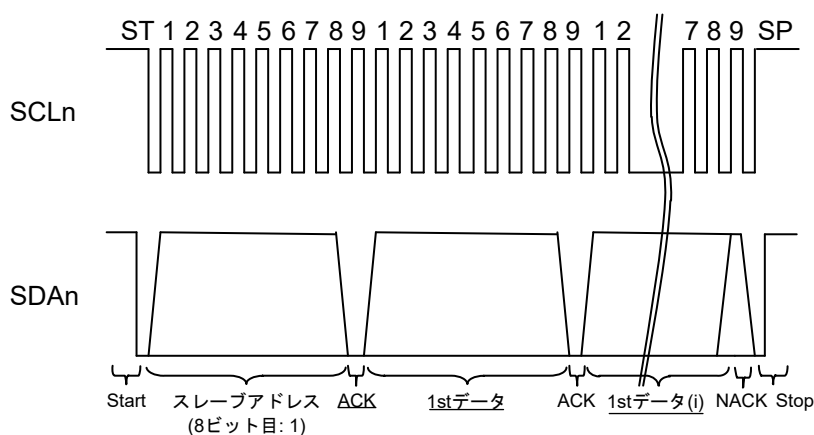 ST 1 2 3 4 5 6 7 8 9 1 2 3 4 5 6 7 8 9 1 2 7 8 9 SP
SCLn
SDAn
Start スレーブアドレス ACK 1stデータ ACK 1stデータ(i) NACK Stop
(8ビット目: 1)